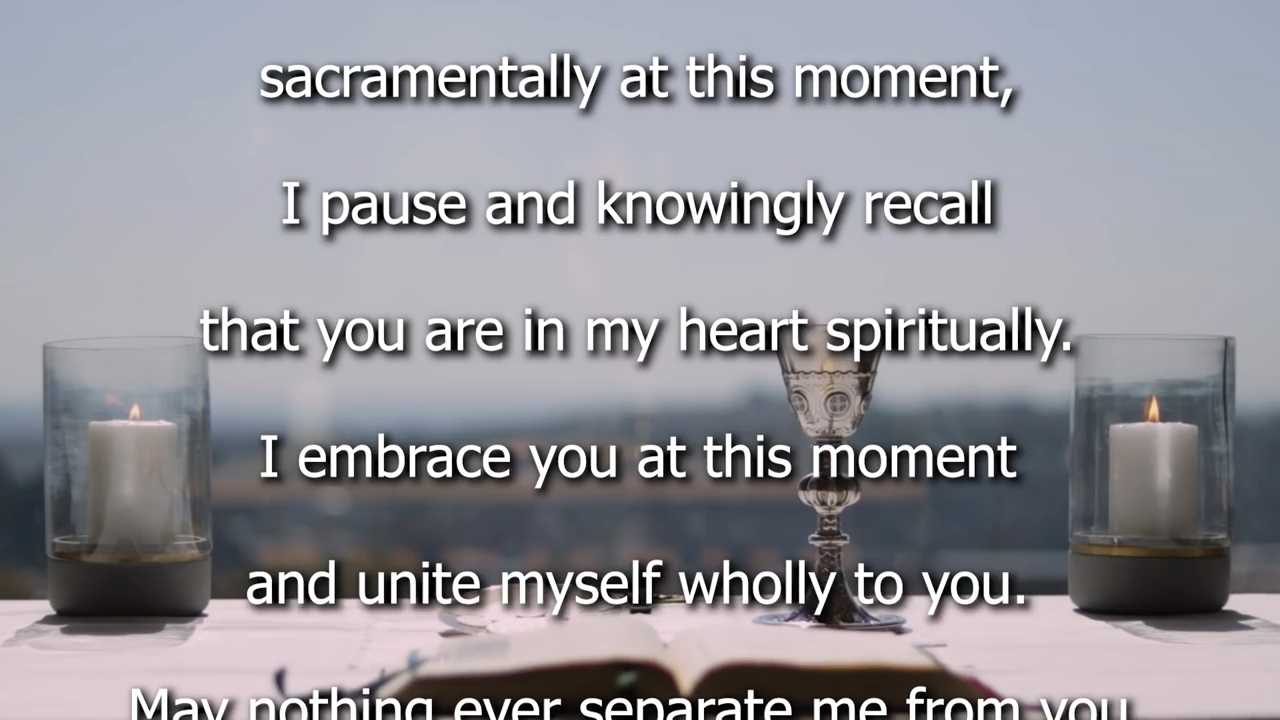 sacramentally at this moment,
I pause and knowingly recall
that you are in my heart spiritually.
I embrace you at this moment
and unite myself wholly to you.
May nothing ever separate me from you